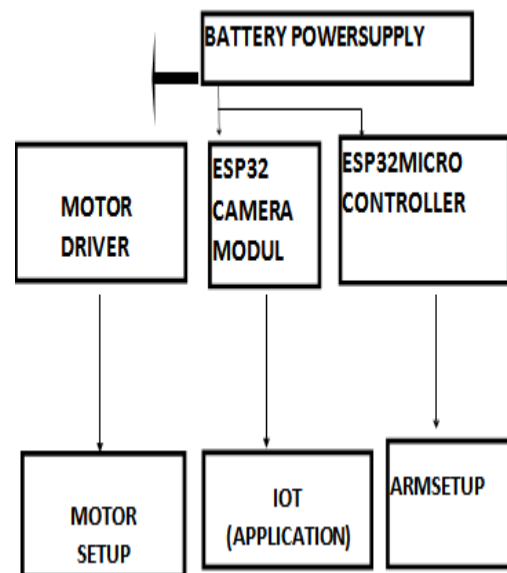 BATTERY POWERSUPPLY
MOTOR
DRIVER
ESP32
CAMERA
MODUL
ESP32MICRO
CONTROLLER
MOTOR
SETUP
IOT
(APPLICATION)
ARMSETUP